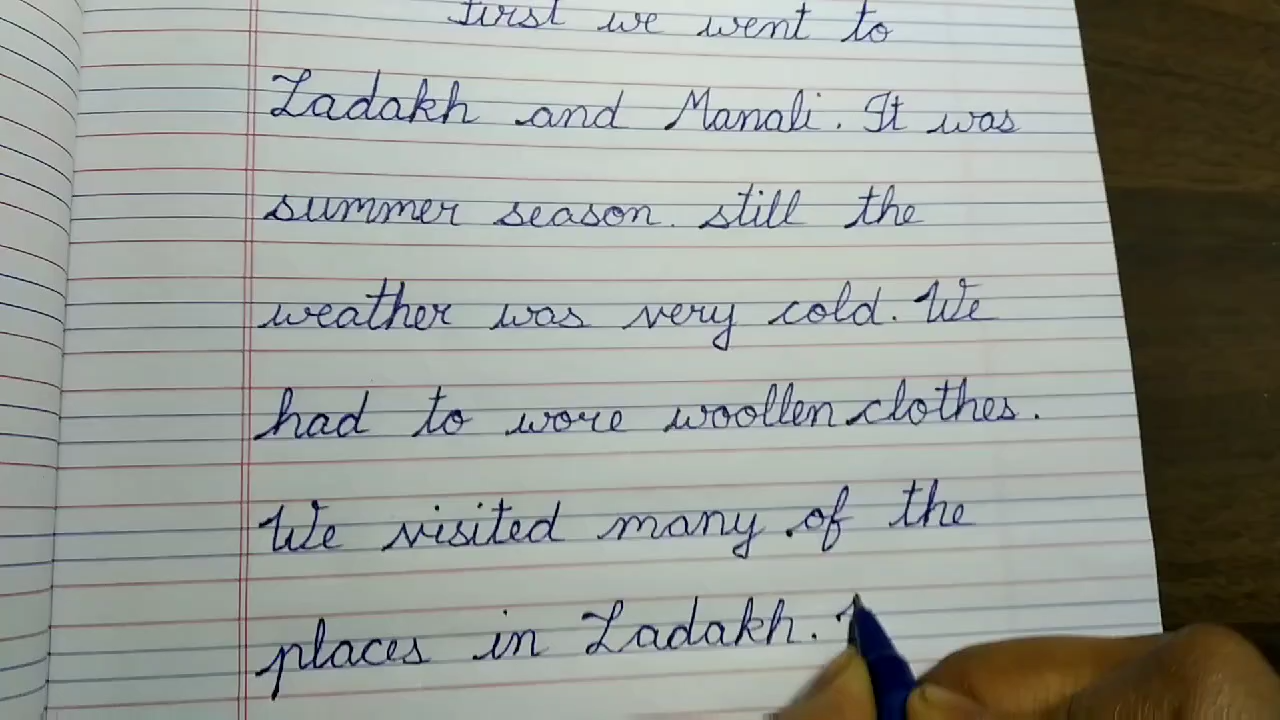 first we went to
Ladakh and Manali. It was
summer season. still the
weather was very cold. We
had to wore woollen clothes.
We visited many of the
places in Ladakh.